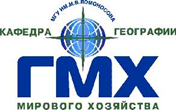 МГУ ИМ. М.В. ЛОМОНОСОВА
КАФЕДРА ГЕОГРАФИИ
ГМХ
МИРОВОГО ХОЗЯЙСТВА